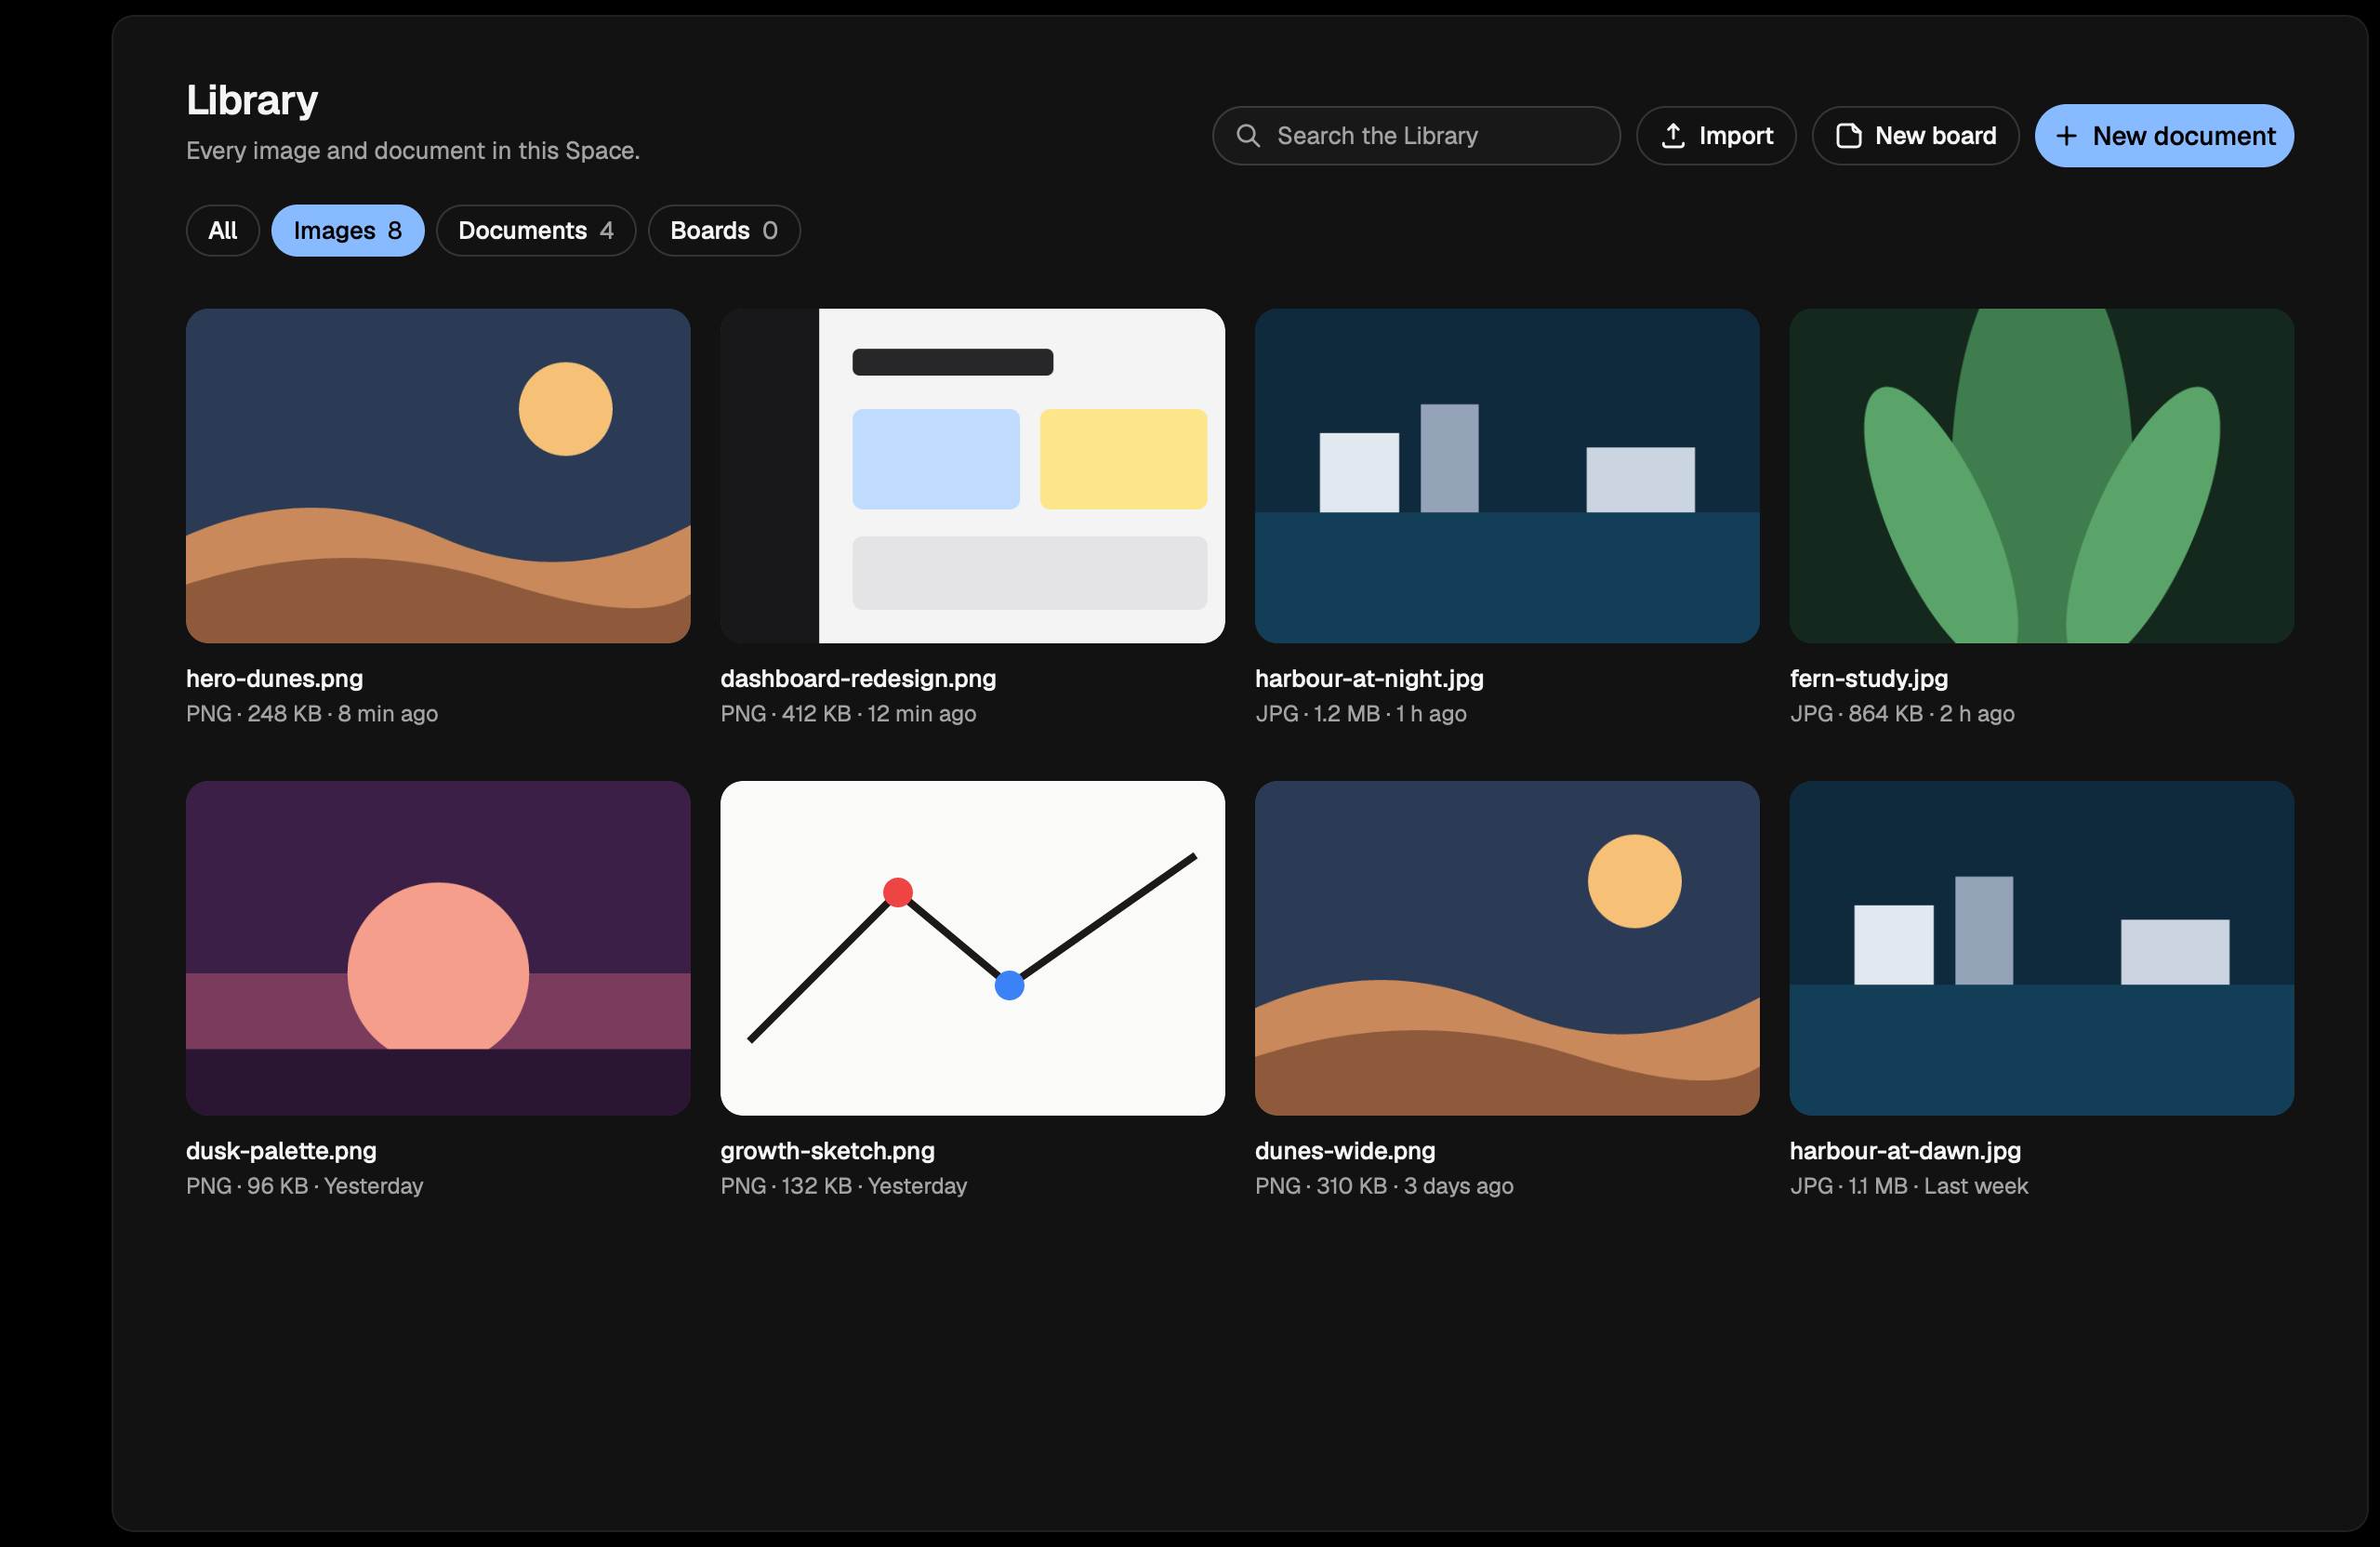 Library
Every image and document in this Space.
Search the Library
Import
New board
New document
All
Images 8
Documents 4
Boards 0
hero-dunes.png
PNG · 248 KB · 8 min ago
dashboard-redesign.png
PNG · 412 KB · 12 min ago
harbour-at-night.jpg
JPG · 1.2 MB · 1 h ago
fern-study.jpg
JPG · 864 KB · 2 h ago
dusk-palette.png
PNG · 96 KB · Yesterday
growth-sketch.png
PNG · 132 KB · Yesterday
dunes-wide.png
PNG · 310 KB · 3 days ago
harbour-at-dawn.jpg
JPG · 1.1 MB · Last week